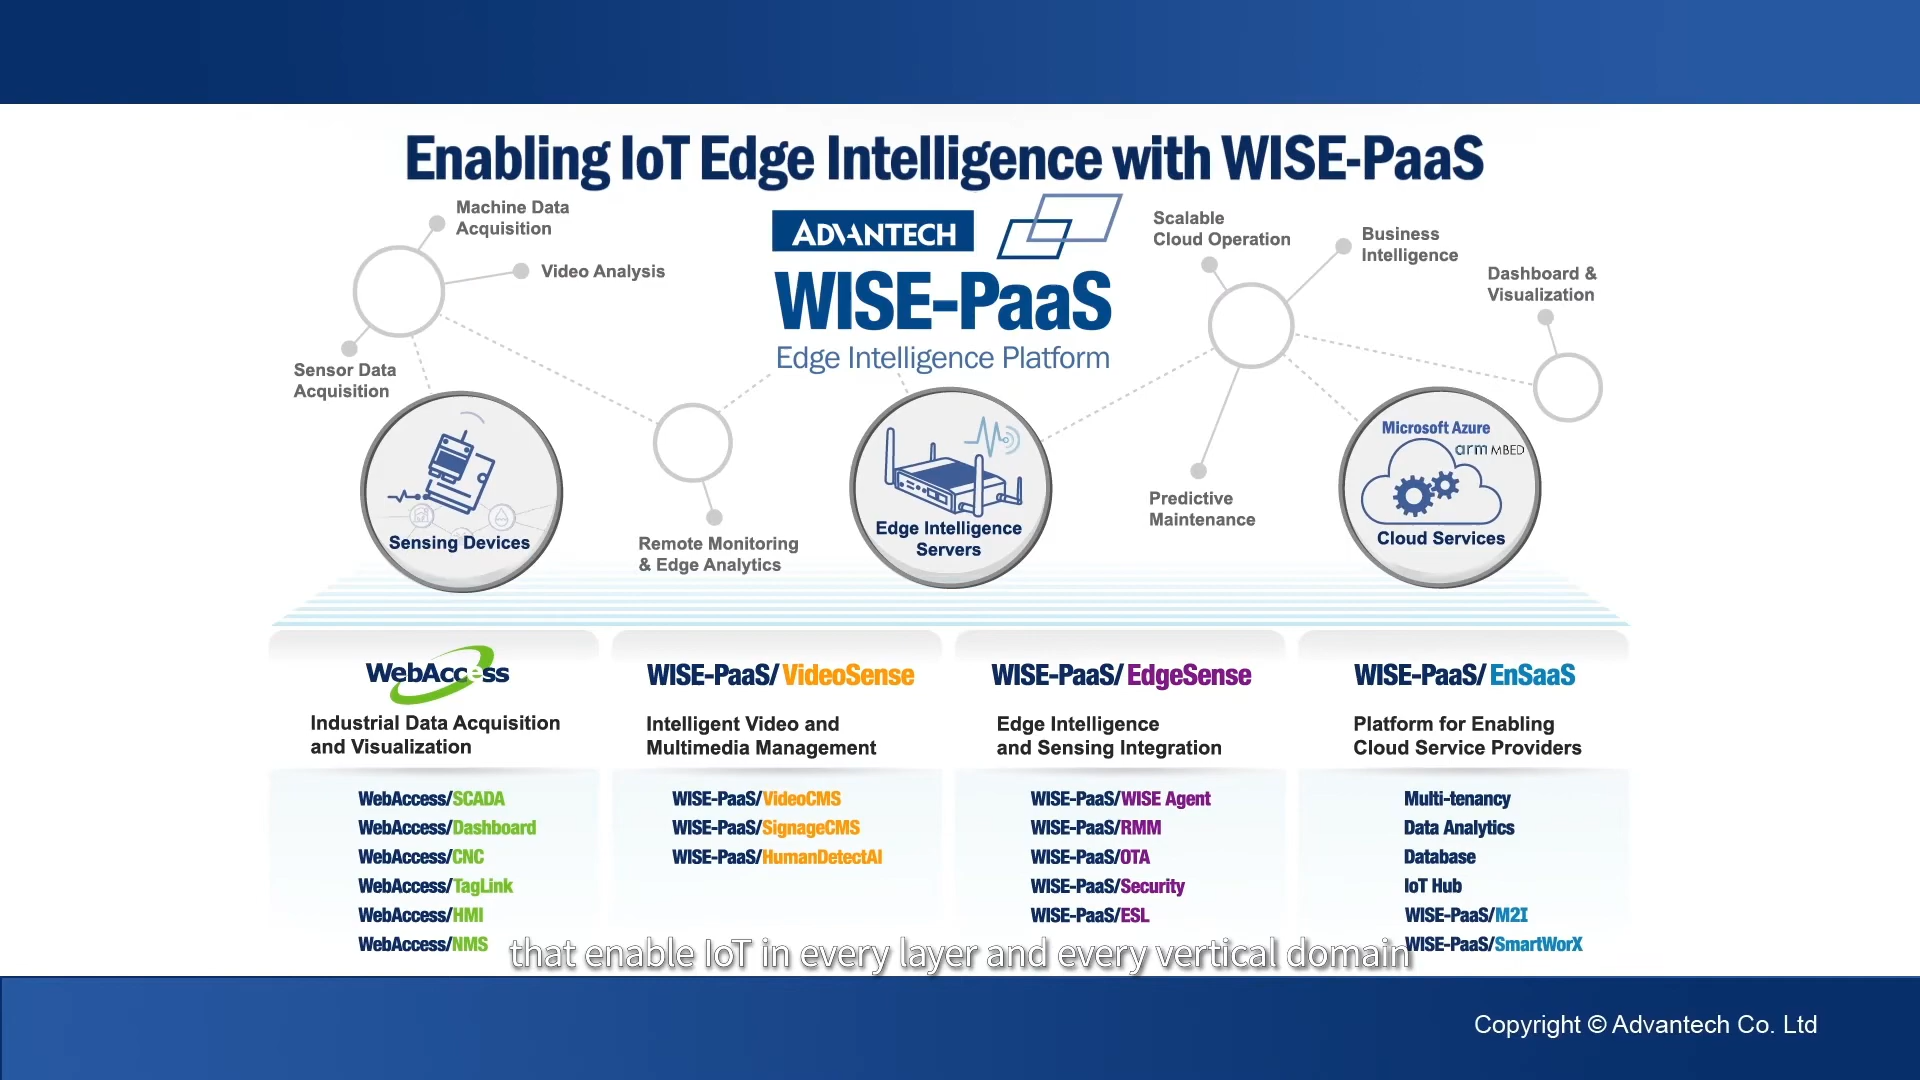 Enabling IoT Edge Intelligence with WISE-PaaS
Machine Data
Acquisition
Video Analysis
Sensor Data
Acquisition
ADVANTECH
WISE-PaaS
Edge Intelligence Platform
Scalable
Cloud Operation
Business
Intelligence
Dashboard &
Visualization
Sensing Devices
Remote Monitoring
& Edge Analytics
Edge Intelligence
Servers
Predictive
Maintenance
Microsoft Azure
arm MBED
Cloud Services
WebAccess
Industrial Data Acquisition
and Visualization
WebAccess/SCADA
WebAccess/Dashboard
WebAccess/CNC
WebAccess/TagLink
WebAccess/HMI
WebAccess/NMS
WISE-PaaS/VideoSense
Intelligent Video and
Multimedia Management
WISE-PaaS/VideoCMS
WISE-PaaS/SignageCMS
WISE-PaaS/HumanDetectAI
WISE-PaaS/EdgeSense
Edge Intelligence
and Sensing Integration
WISE-PaaS/WISE Agent
WISE-PaaS/RMM
WISE-PaaS/OTA
WISE-PaaS/Security
WISE-PaaS/ESL
WISE-PaaS/EnSaaS
Platform for Enabling
Cloud Service Providers
Multi-tenancy
Data Analytics
Database
IoT Hub
WISE-PaaS/M2I
WISE-PaaS/SmartWorX
that enable IoT in every layer and every vertical domain
Copyright © Advantech Co. Ltd